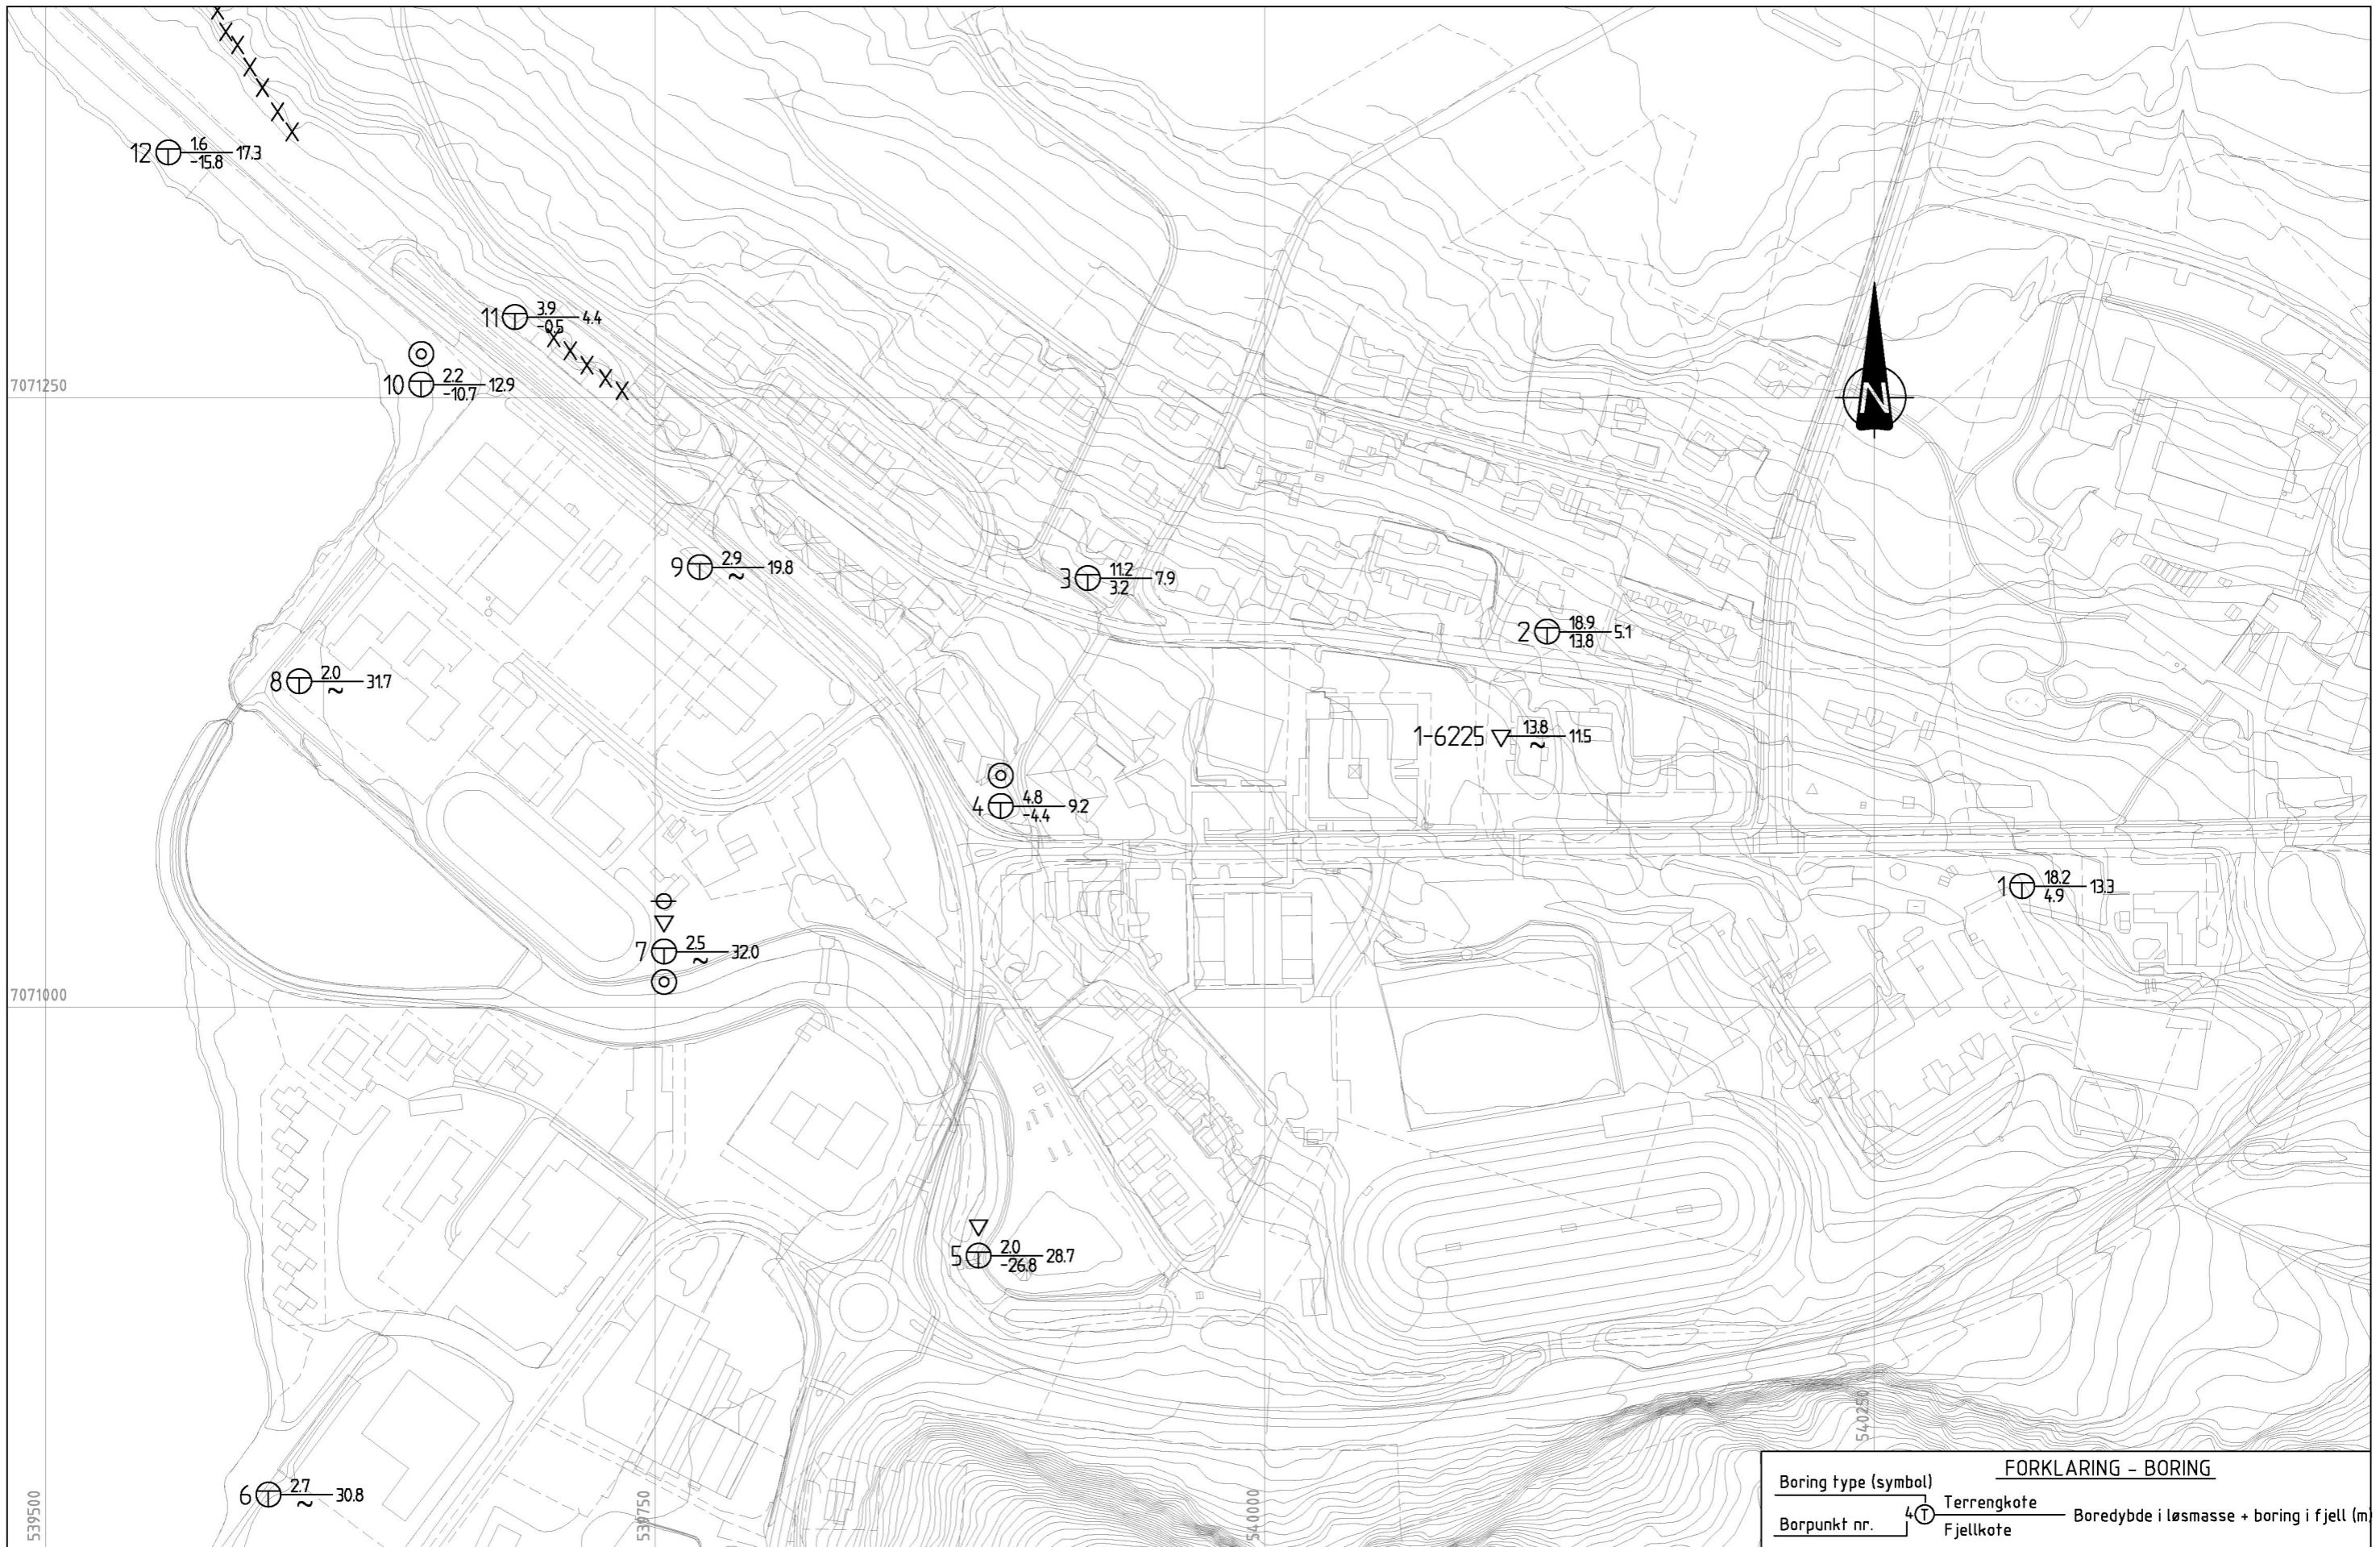 12 1.6 17.3
-15.8
11 3.9 4.4
-0.5
7071250
10 2.2 12.9
-10.7
N
9 2.9 19.8
~
3 11.2 7.9
3.2
2 18.9 5.1
13.8
8 2.0 31.7
~
1-6225 13.8 11.5
~
4 4.8 9.2
-4.4
1 18.2 13.3
4.9
7 2.5 32.0
~
7071000
5 2.0 28.7
-26.8
6 2.7 30.8
~
539500
539750
540000
540250
FORKLARING - BORING
Boring type (symbol)
Terrengkote
4 T Boredybde i løsmasse + boring i fjell (m)
Borpunkt nr.
Fjellkote